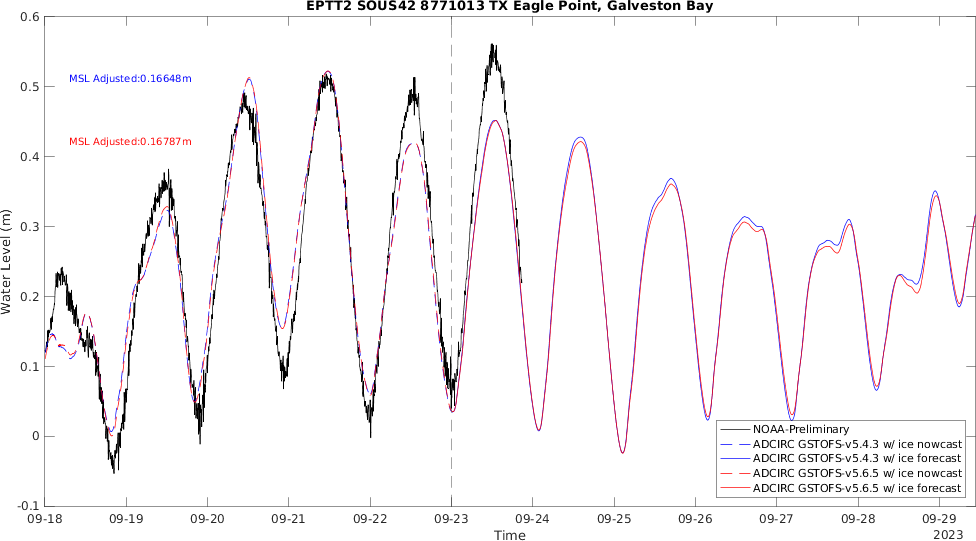 EPTT2 SOUS42 8771013 TX Eagle Point, Galveston Bay
0.6
0.5
0.4
0.3
0.2
0.1
0
-0.1
Water Level (m)
MSL Adjusted:0.16648m
MSL Adjusted:0.16787m
NOAA-Preliminary
ADCIRC GSTOFS-v5.4.3 w/ ice nowcast
ADCIRC GSTOFS-v5.4.3 w/ ice forecast
ADCIRC GSTOFS-v5.6.5 w/ ice nowcast
ADCIRC GSTOFS-v5.6.5 w/ ice forecast
09-18 09-19 09-20 09-21 09-22 09-23 09-24 09-25 09-26 09-27 09-28 09-29
Time
2023